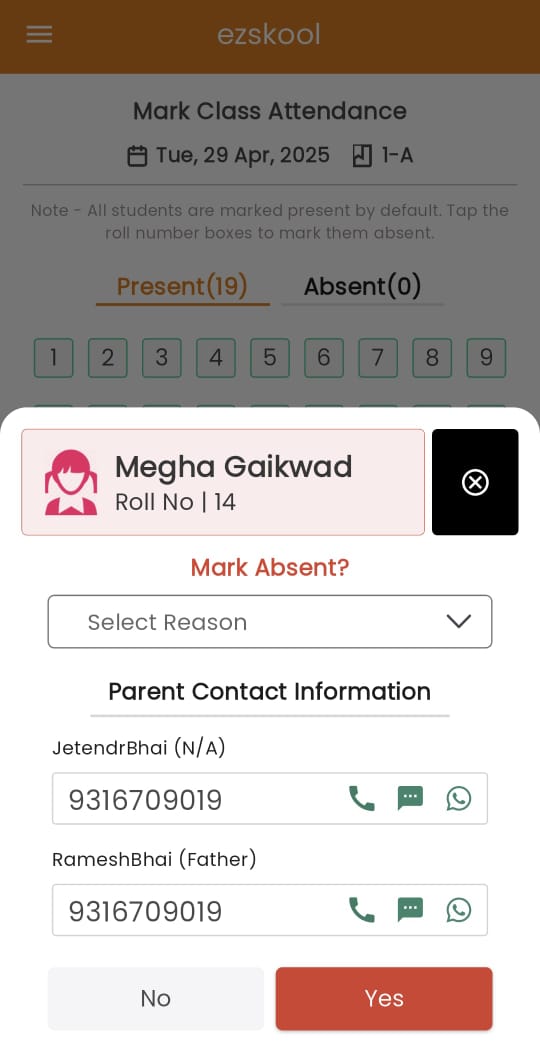 ezskool
Mark Class Attendance
Tue, 29 Apr, 2025 1-A
Note - All students are marked present by default. Tap the
roll number boxes to mark them absent.
Present(19) Absent(0)
1 2 3 4 5 6 7 8 9
Megha Gaikwad
Roll No | 14
Mark Absent?
Select Reason
Parent Contact Information
JetendrBhai (N/A)
9316709019
RameshBhai (Father)
9316709019
No Yes